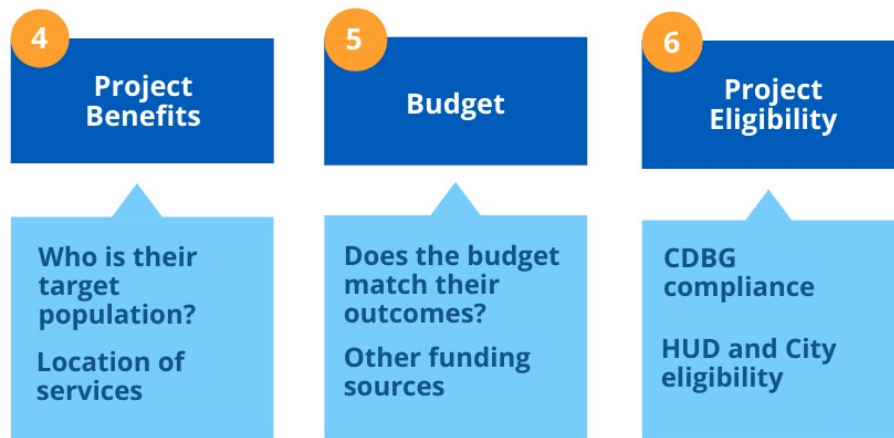 4
Project
Benefits
Who is their
target
population?
Location of
services
5
Budget
Does the budget
match their
outcomes?
Other funding
sources
6
Project
Eligibility
CDBG
compliance
HUD and City
eligibility